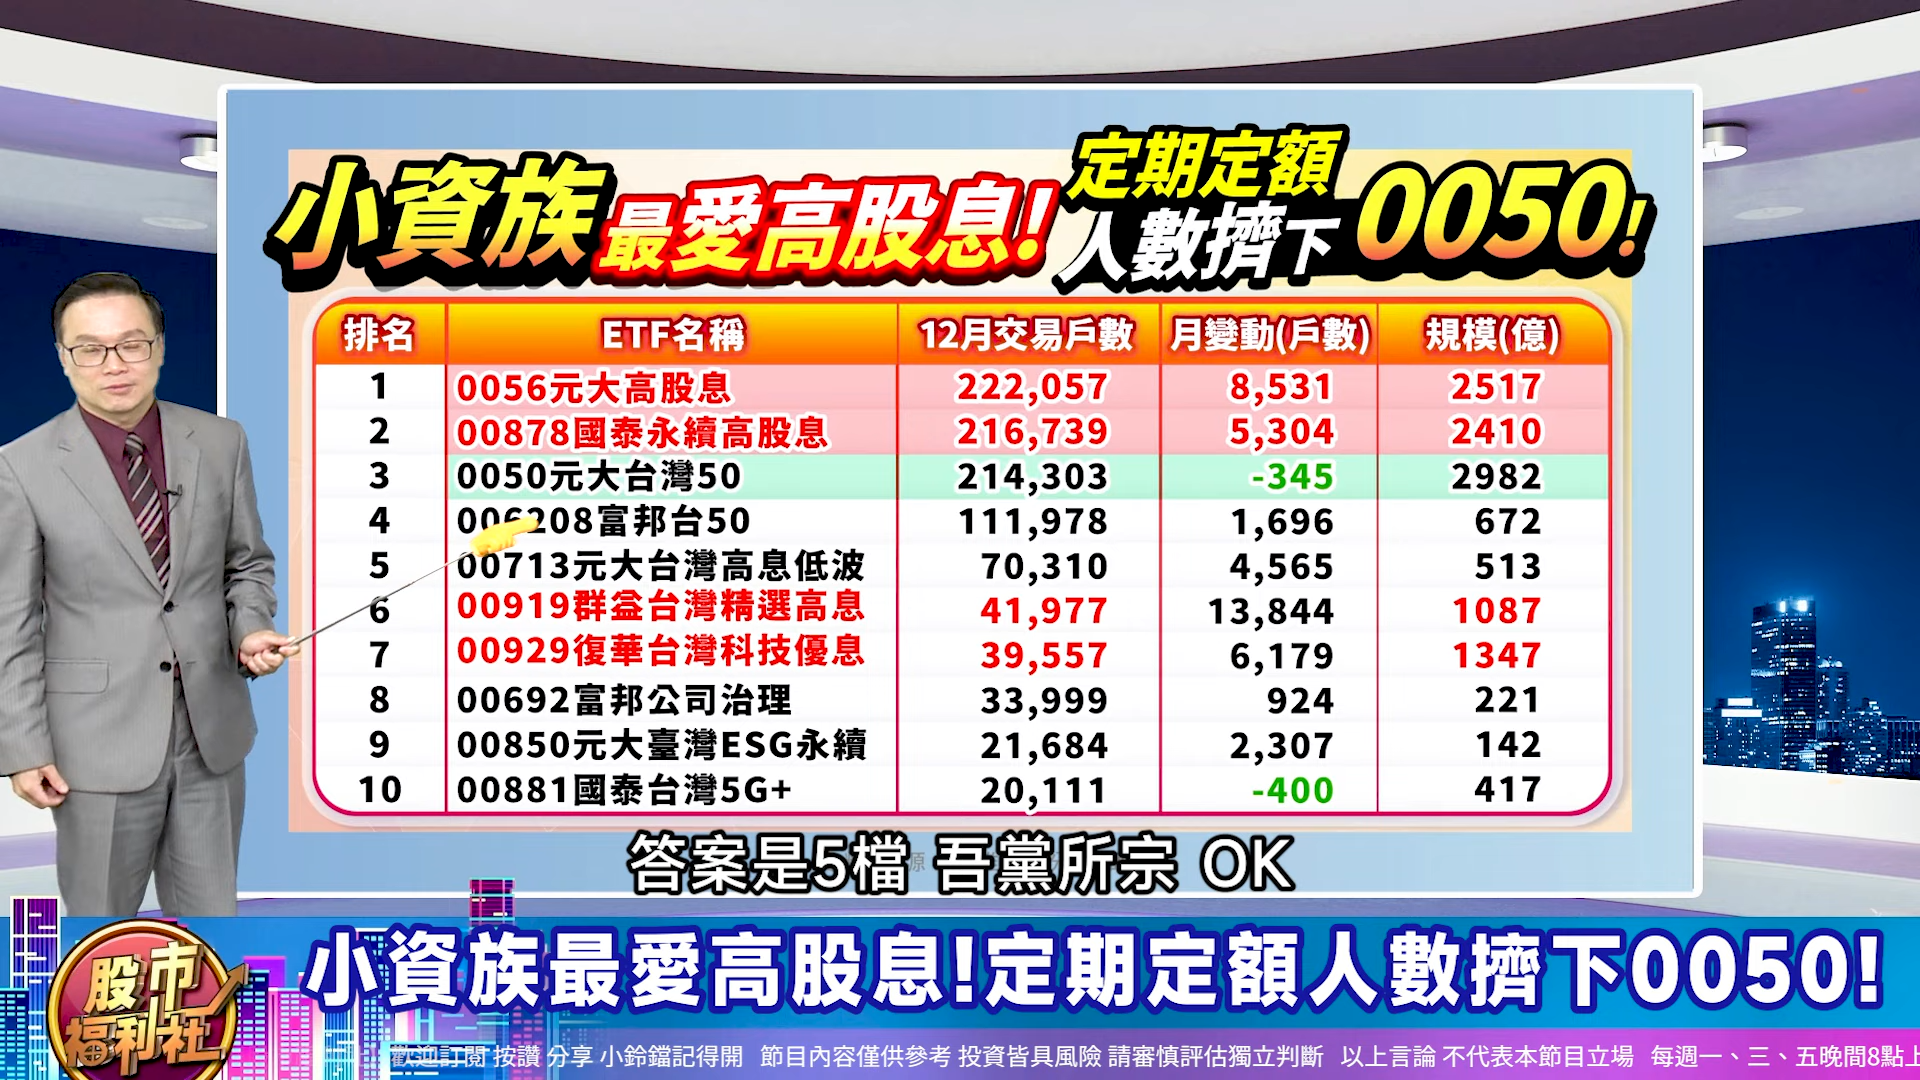 小資族最愛高股息!
定期定額
人數擠下0050!
排名 ETF名稱 12月交易戶數 月變動(戶數) 規模(億)
1 0056元大高股息 222,057 8,531 2517
2 00878國泰永續高股息 216,739 5,304 2410
3 0050元大台灣50 214,303 -345 2982
4 006208富邦台50 111,978 1,696 672
5 00713元大台灣高息低波 70,310 4,565 513
6 00919群益台灣精選高息 41,977 13,844 1087
7 00929復華台灣科技優息 39,557 6,179 1347
8 00692富邦公司治理 33,999 924 221
9 00850元大臺灣ESG永續 21,684 2,307 142
10 00881國泰台灣5G+ 20,111 -400 417
答案是5檔 吾黨所宗 OK
股市
福利社
小資族最愛高股息!定期定額人數擠下0050!
歡迎訂閱 按讚 分享 小鈴鐺記得開 節目內容僅供參考 投資皆具風險 請審慎評估獨立判斷 以上言論 不代表本節目立場 每週一、三、五晚間8點上